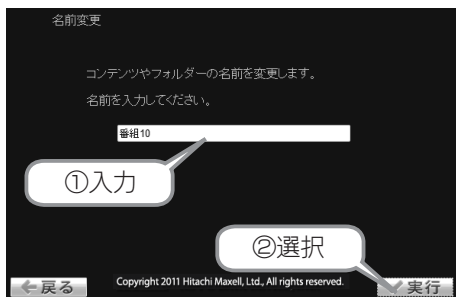 名前変更
コンテンツやフォルダーの名前を変更します。
名前を入力してください。
番組10
①入力
②選択
戻る
Copyright 2011 Hitachi Maxell, Ltd., All rights reserved.
実行